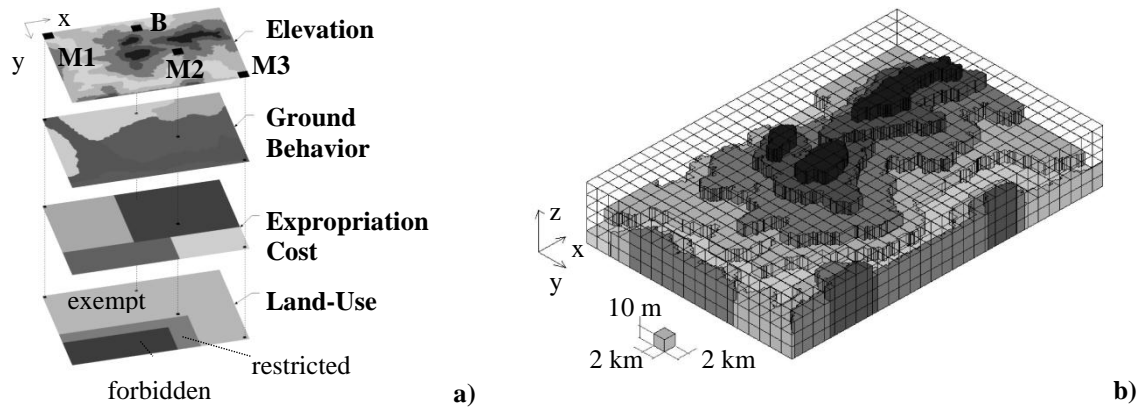 x
y
B
Elevation
M1
M2
M3
Ground
Behavior
Expropriation
Cost
exempt
Land-Use
restricted
forbidden
a)
z
x
y
10 m
2 km
2 km
b)